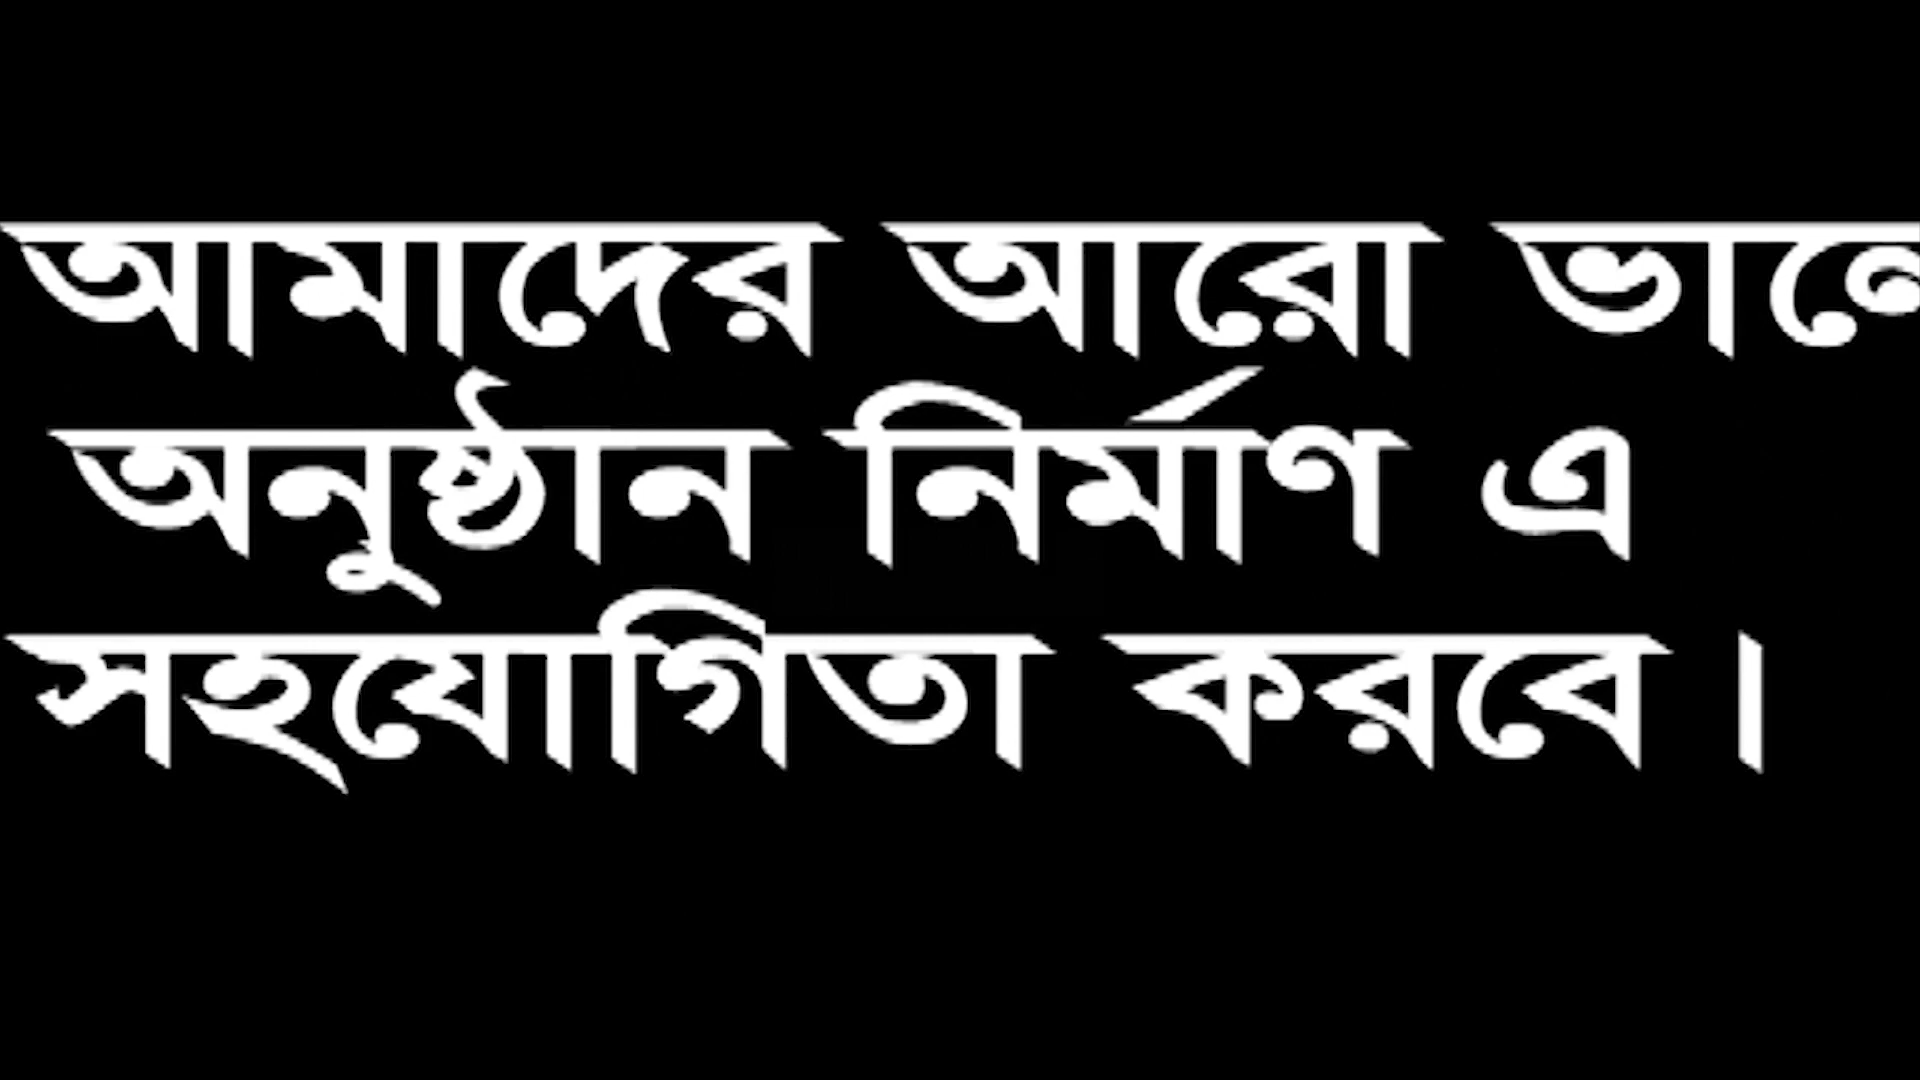 আমাদের আরো
অনুষ্ঠান নির্মাণ এ
সহযোগিতা করবে।